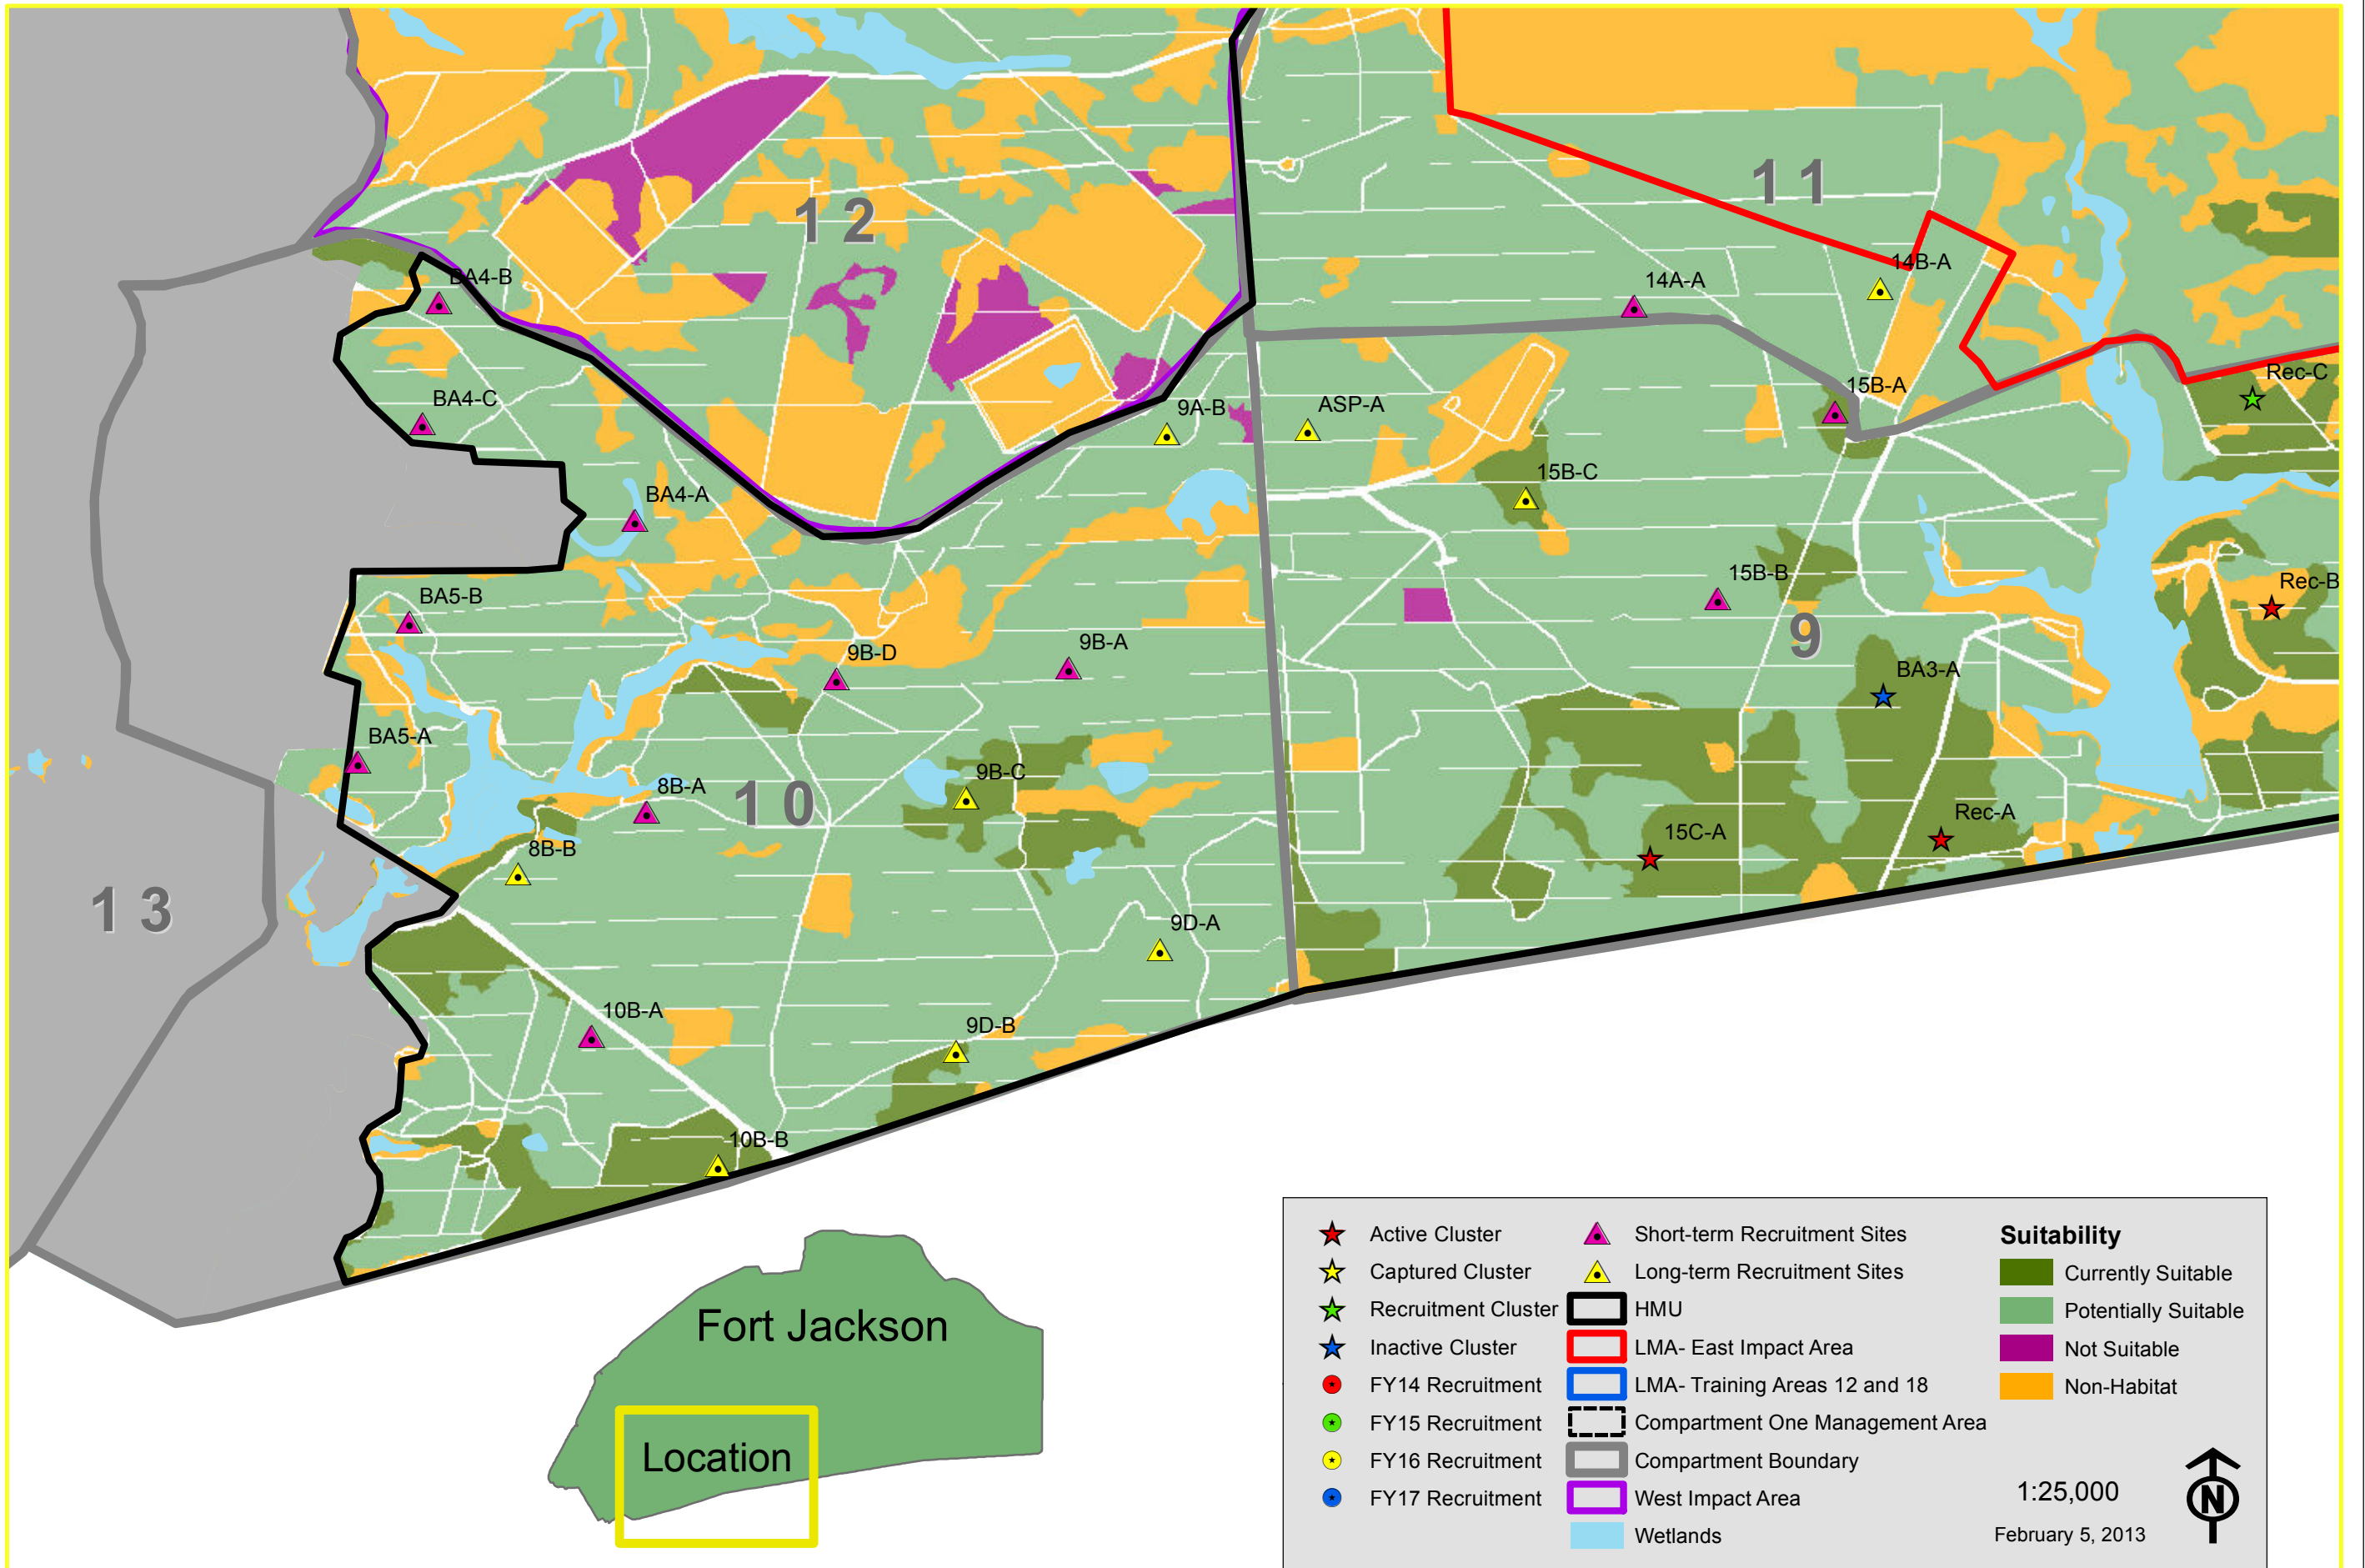 12
11
BA4-B
14A-A
14B-A
BA4-C
9A-B
ASP-A
15B-A
Rec-C
BA4-A
15B-C
BA5-B
15B-B
Rec-B
9B-D
9B-A
9
BA5-A
BA3-A
8B-A
10
9B-C
8B-B
15C-A
Rec-A
13
9D-A
10B-A
9D-B
10B-B
Fort Jackson
Location
Active Cluster
Captured Cluster
Recruitment Cluster
Inactive Cluster
FY14 Recruitment
FY15 Recruitment
FY16 Recruitment
FY17 Recruitment
Short-term Recruitment Sites
Long-term Recruitment Sites
HMU
LMA- East Impact Area
LMA- Training Areas 12 and 18
Compartment One Management Area
Compartment Boundary
West Impact Area
Wetlands
Suitability
Currently Suitable
Potentially Suitable
Not Suitable
Non-Habitat
1:25,000
February 5, 2013
N